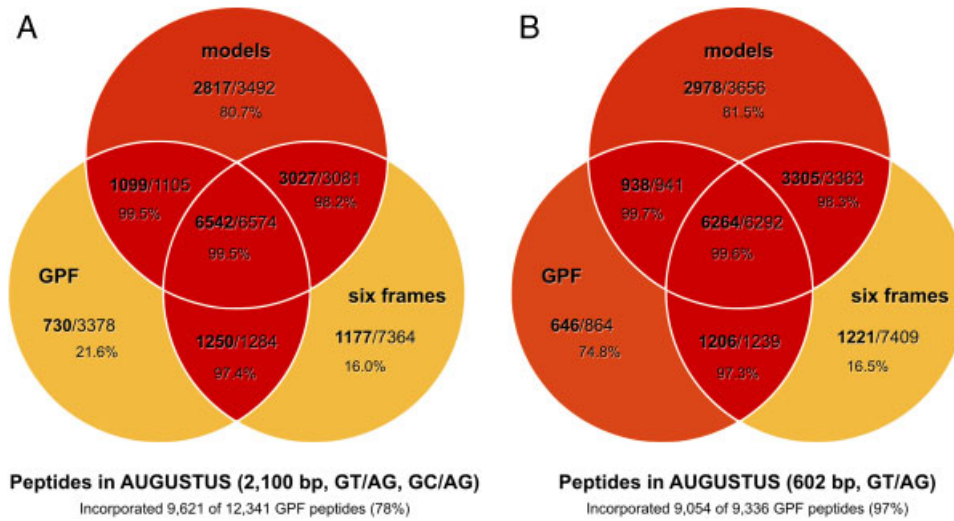 A
models
2817/3492
80.7%
1099/1105
99.5%
3027/3081
98.2%
6542/6574
99.5%
GPF
730/3378
21.6%
six frames
1177/7364
16.0%
1250/1284
97.4%
Peptides in AUGUSTUS (2,100 bp, GT/AG, GC/AG)
Incorporated 9,621 of 12,341 GPF peptides (78%)
B
models
2978/3656
81.5%
938/941
99.7%
3305/3363
98.3%
6264/6292
99.6%
GPF
646/864
74.8%
six frames
1221/7409
16.5%
1206/1239
97.3%
Peptides in AUGUSTUS (602 bp, GT/AG)
Incorporated 9,054 of 9,336 GPF peptides (97%)